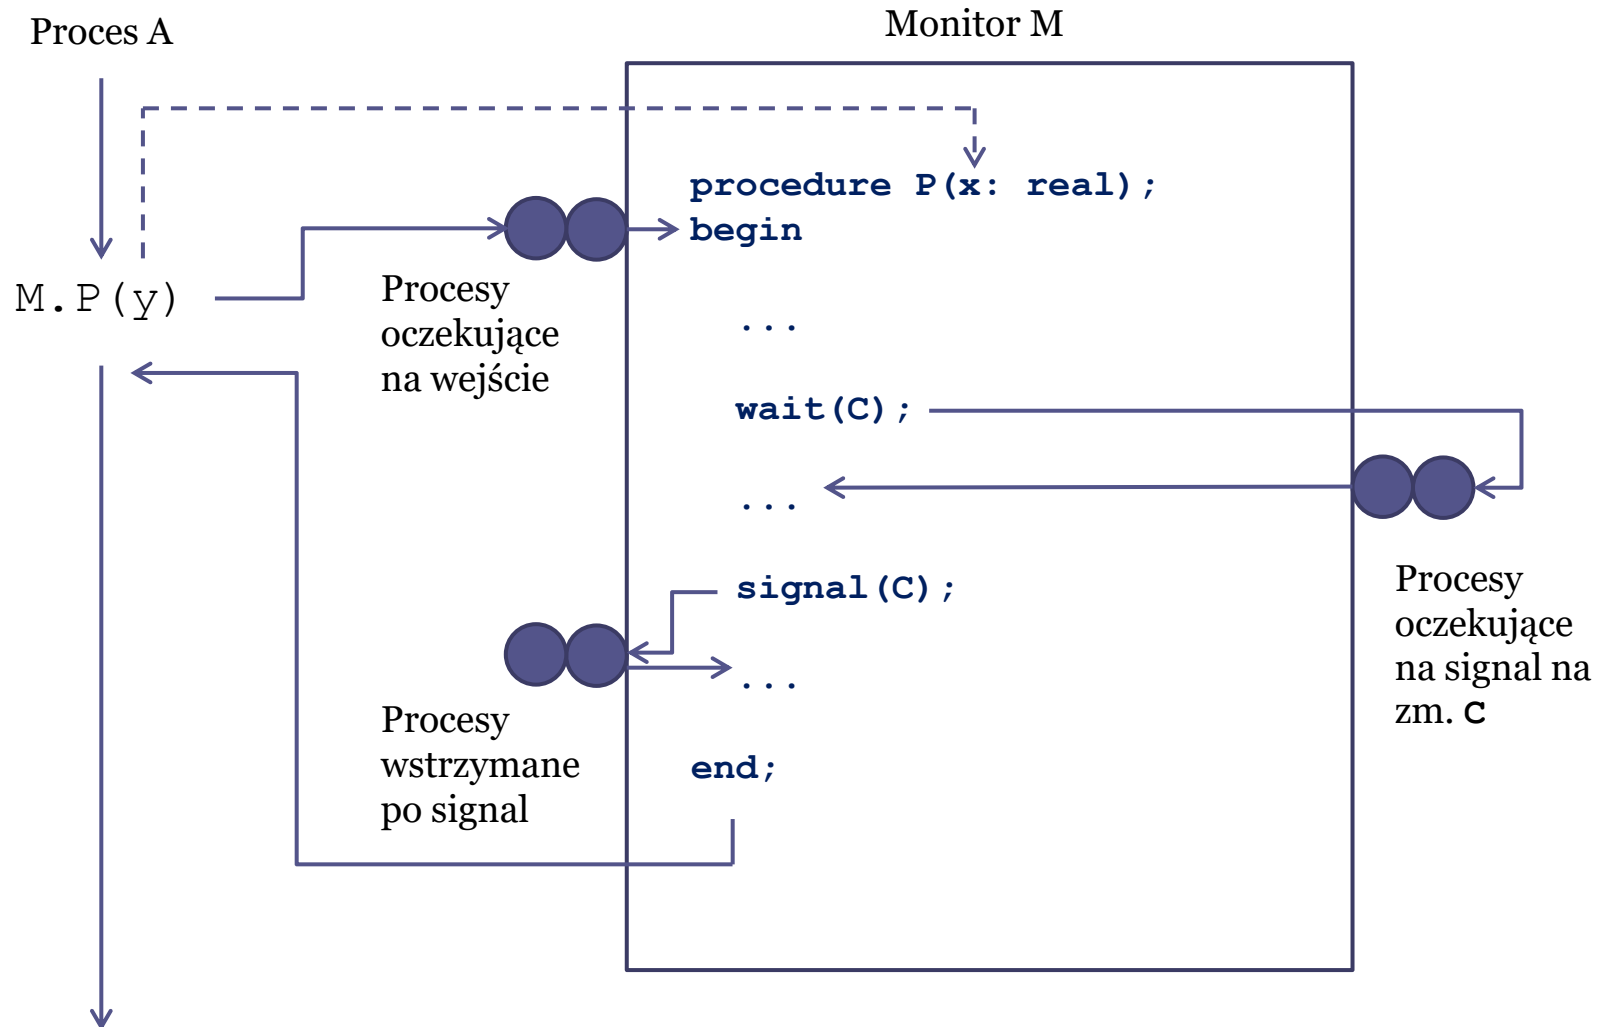 Proces A
Monitor M
procedure P(x: real);
begin
M.P(y)
Procesy
oczekujące
na wejście
...
wait(C);
...
signal(C);
Procesy
oczekujące
na signal na
zm. C
...
Procesy
wstrzymane
po signal
end;